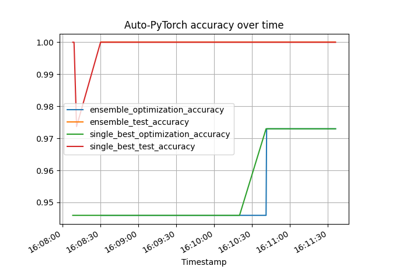 Auto-PyTorch accuracy over time
1.00
0.99
0.98
0.97
0.96
0.95
ensemble_optimization_accuracy
ensemble_test_accuracy
single_best_optimization_accuracy
single_best_test_accuracy
16:08:00
16:08:30
16:09:00
16:09:30
16:10:00
16:10:30
16:11:00
16:11:30
Timestamp